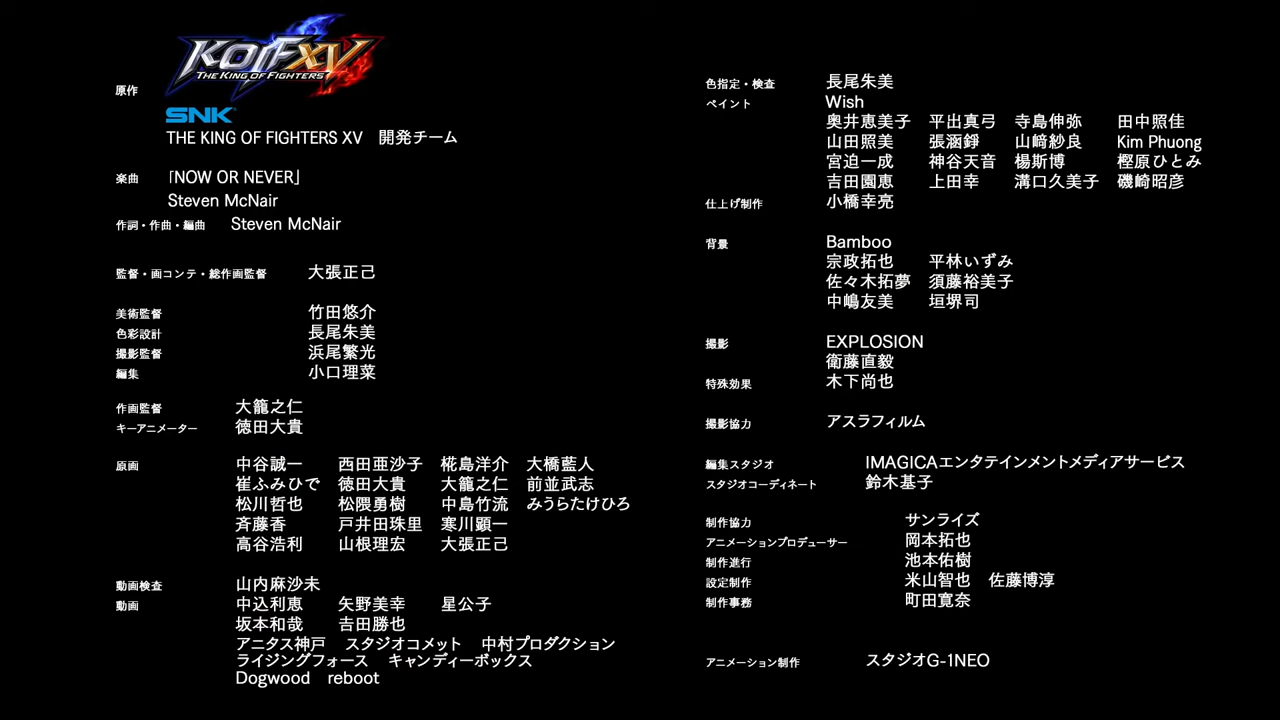 KOF XV
THE KING OF FIGHTERS
原作
SNK
THE KING OF FIGHTERS XV 開発チーム
楽曲 「NOW OR NEVER」
Steven McNair
作詞・作曲・編曲 Steven McNair
監督・画コンテ・総作画監督 大張正己
美術監督 竹田悠介
色彩設計 長尾朱美
撮影監督 浜尾繁光
編集 小口理菜
作画監督 大籠之仁
キーアニメーター 徳田大貴
原画 中谷誠一 西田亜沙子 椛島洋介 大橋藍人
崔ふみひで 徳田大貴 大籠之仁 前並武志
松川哲也 松隈勇樹 中島竹流 みうらたけひろ
斉藤香 戸井田珠里 寒川顕一
高谷浩利 山根理宏 大張正己
動画検査 山内麻沙未
動画 中込利恵 矢野美幸 星公子
坂本和哉 吉田勝也
アニタス神戸 スタジオコメット 中村プロダクション
ライジングフォース キャンディーボックス
Dogwood reboot
色指定・検査 長尾朱美
ペイント Wish
奥井恵美子 平出真弓 寺島伸弥 田中照佳
山田照美 張涵錚 山﨑紗良 Kim Phuong
宮迫一成 神谷天音 楊斯博 樫原ひとみ
吉田園恵 上田幸 溝口久美子 磯崎昭彦
仕上げ制作 小橋幸亮
背景 Bamboo
宗政拓也 平林いずみ
佐々木拓夢 須藤裕美子
中嶋友美 垣堺司
撮影 EXPLOSION
衛藤直毅
特殊効果 木下尚也
撮影協力 アスラフィルム
編集スタジオ IMAGICAエンタテインメントメディアサービス
スタジオコーディネート 鈴木基子
制作協力 サンライズ
アニメーションプロデューサー 岡本拓也
制作進行 池本佑樹
設定制作 米山智也 佐藤博淳
制作事務 町田寛奈
アニメーション制作 スタジオG-1NEO